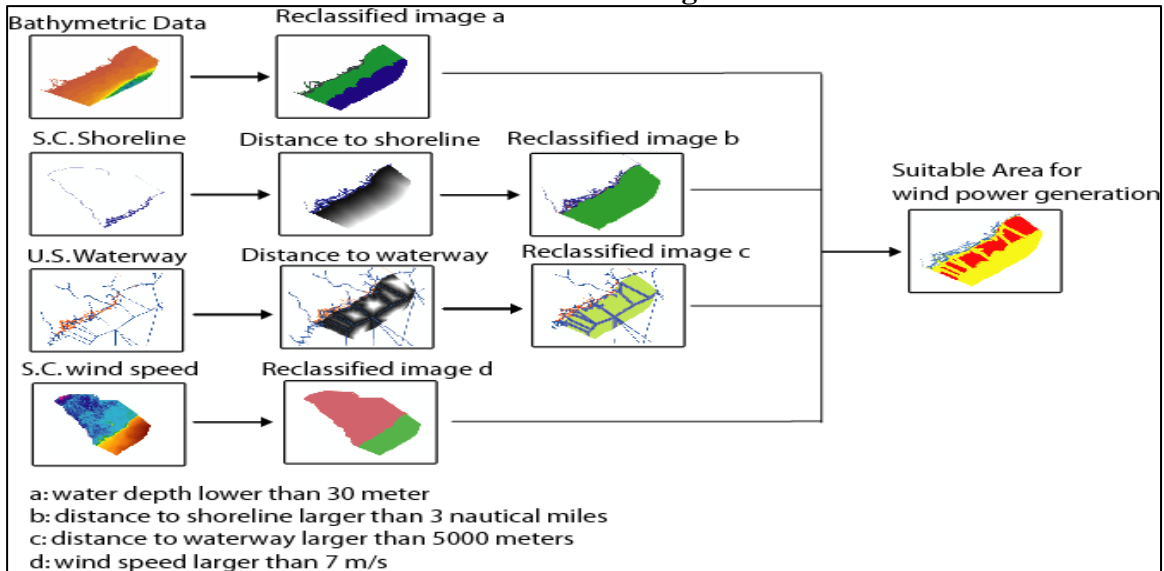 Bathymetric Data
Reclassified image a
S.C. Shoreline
Distance to shoreline
Reclassified image b
Suitable Area for
wind power generation
U.S. Waterway
Distance to waterway
Reclassified image c
S.C. wind speed
Reclassified image d
a: water depth lower than 30 meter
b: distance to shoreline larger than 3 nautical miles
c: distance to waterway larger than 5000 meters
d: wind speed larger than 7 m/s